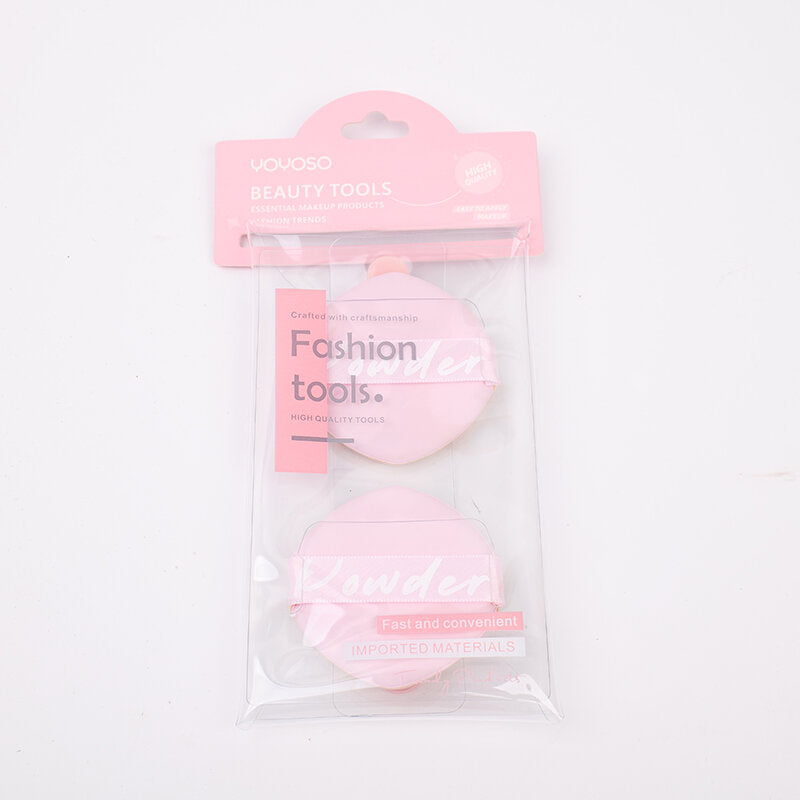 YOYOSO
BEAUTY TOOLS
ESSENTIAL MAKEUP PRODUCTS
FASHION TRENDS
HIGH
QUALITY
EASY TO APPLY
MAKEUP
Crafted with craftsmanship
Fashion
tools.
HIGH QUALITY TOOLS
Powder
Powder
Fast and convenient
IMPORTED MATERIALS